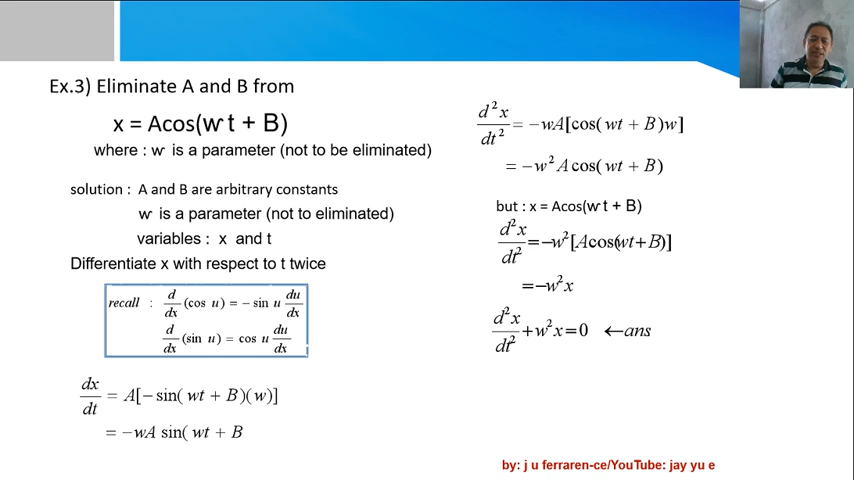 Ex.3) Eliminate A and B from
x = Acos(w t + B)
where : w is a parameter (not to be eliminated)
solution : A and B are arbitrary constants
w is a parameter (not to eliminated)
variables : x and t
Differentiate x with respect to t twice
recall : d/dx (cos u) = − sin u du/dx
d/dx (sin u) = cos u du/dx
dx/dt = A[− sin( wt + B)(w)]
= −wA sin( wt + B
d²x/dt² = −wA[cos( wt + B)w]
= −w² A cos( wt + B)
but : x = Acos(w t + B)
d²x/dt² =−w²[Acos(wt+B)]
=−w²x
d²x/dt² +w²x=0 ←ans
by: j u ferraren-ce/YouTube: jay yu e